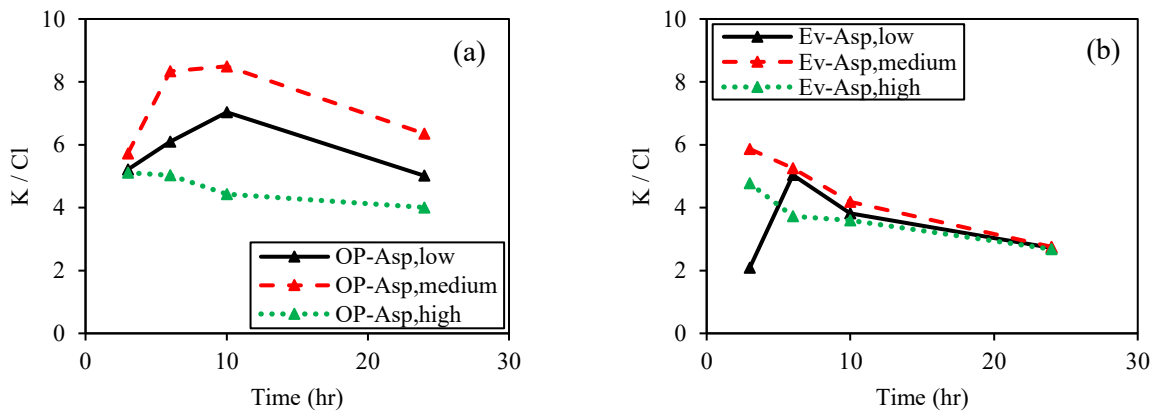 10
8
6
4
2
0
K / Cl
(a)
OP-Asp,low
OP-Asp,medium
OP-Asp,high
0
10
20
30
Time (hr)
10
8
6
4
2
0
K / Cl
Ev-Asp,low
Ev-Asp,medium
Ev-Asp,high
(b)
0
10
20
30
Time (hr)